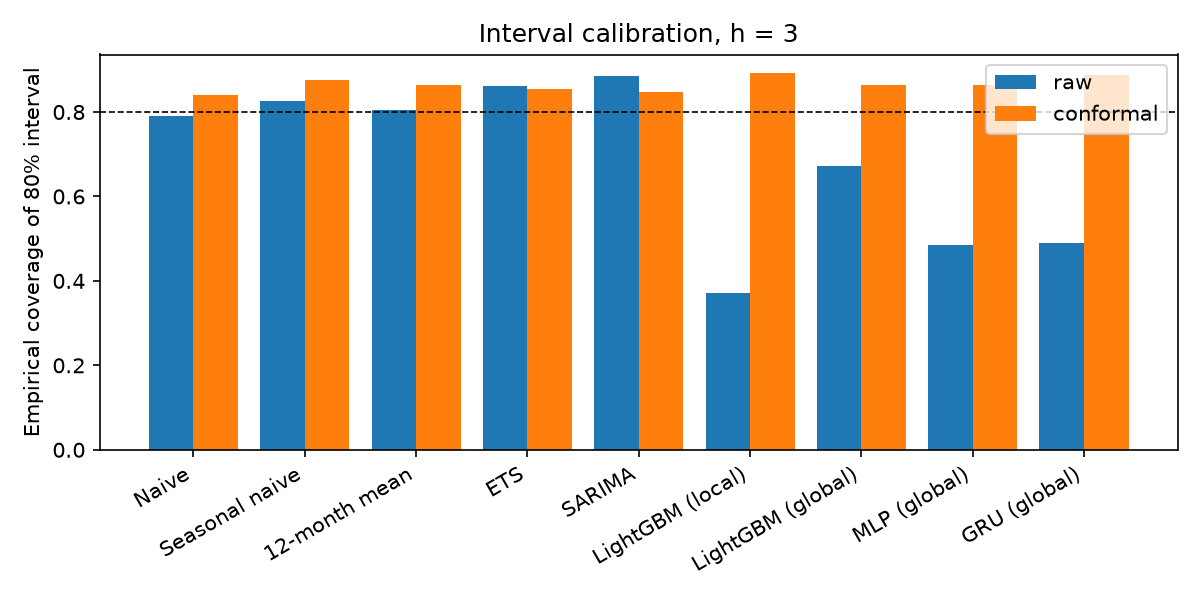 Interval calibration, h = 3
raw
conformal
Empirical coverage of 80% interval
0.8
0.6
0.4
0.2
0.0
Naive
Seasonal naive
12-month mean
ETS
SARIMA
LightGBM (local)
LightGBM (global)
MLP (global)
GRU (global)